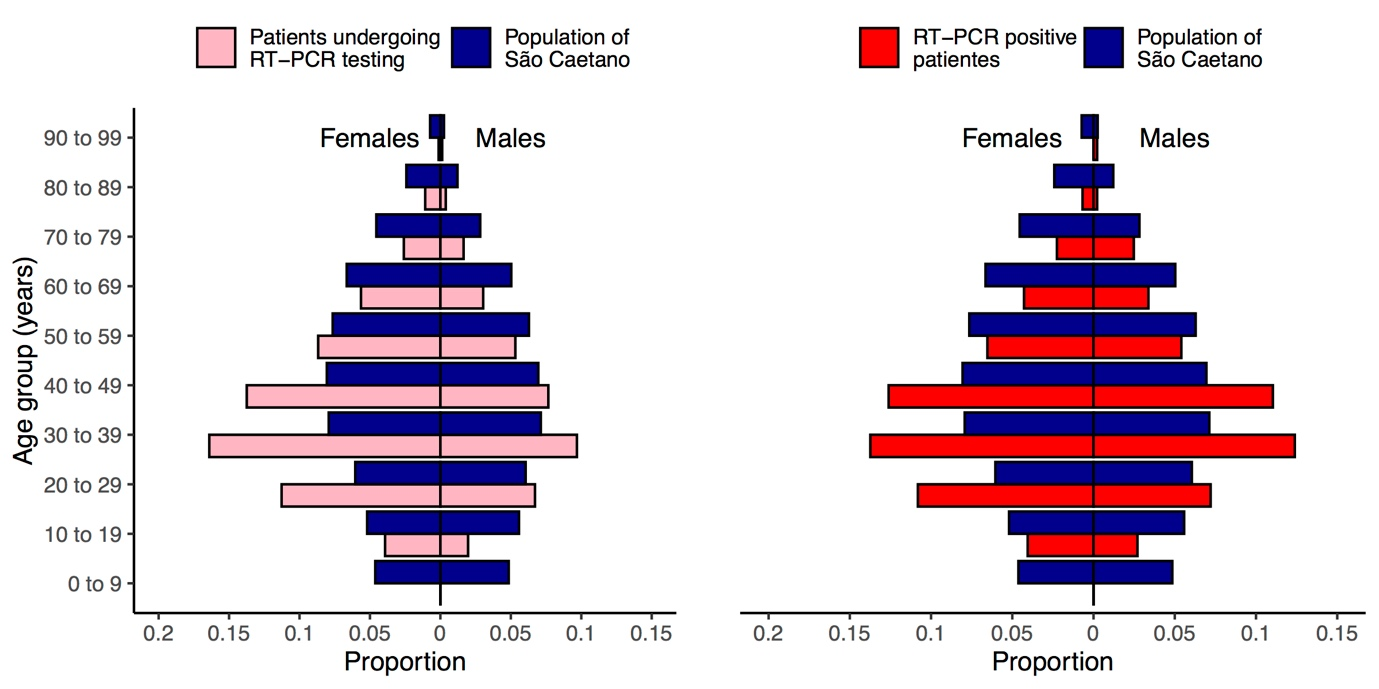 Patients undergoing
RT−PCR testing
Population of
São Caetano
RT−PCR positive
patientes
Population of
São Caetano
Age group (years)
90 to 99
80 to 89
70 to 79
60 to 69
50 to 59
40 to 49
30 to 39
20 to 29
10 to 19
0 to 9
Females
Males
0.2
0.15
0.1
0.05
0
0.05
0.1
0.15
Proportion
Females
Males
0.2
0.15
0.1
0.05
0
0.05
0.1
0.15
Proportion